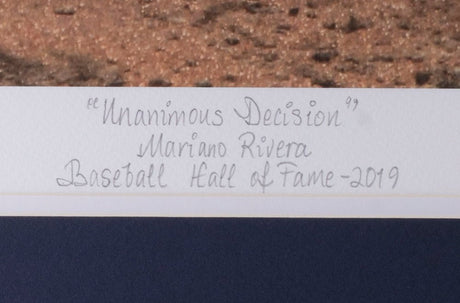 "Unanimous Decision"
Mariano Rivera
Baseball Hall of Fame - 2019